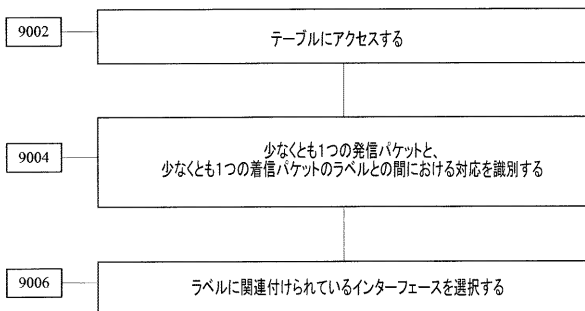 9002
テーブルにアクセスする
9004
少なくとも1つの発信パケットと、
少なくとも1つの着信パケットのラベルとの間における対応を識別する
9006
ラベルに関連付けられているインターフェースを選択する